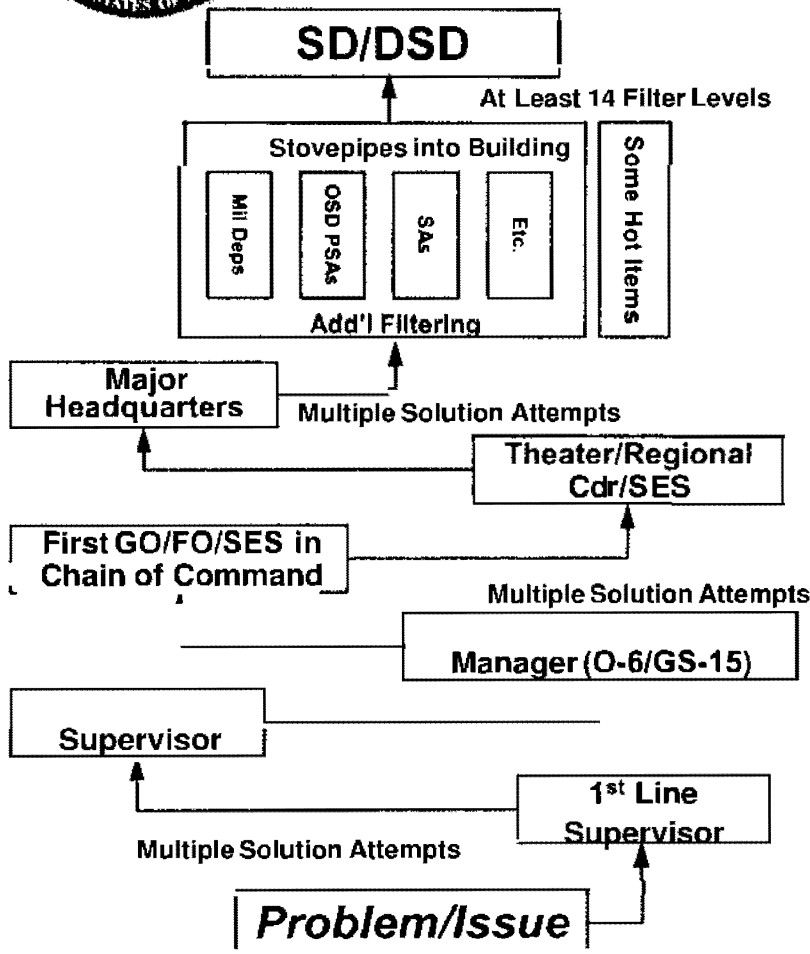 SD/DSD
At Least 14 Filter Levels
Stovepipes into Building
Mil Deps
OSD PSAs
SAs
Etc.
Some Hot Items
Add'l Filtering
Major
Headquarters
Multiple Solution Attempts
Theater/Regional
Cdr/SES
First GO/FO/SES in
Chain of Command
Multiple Solution Attempts
Manager (O-6/GS-15)
Supervisor
1st Line
Supervisor
Multiple Solution Attempts
Problem/Issue